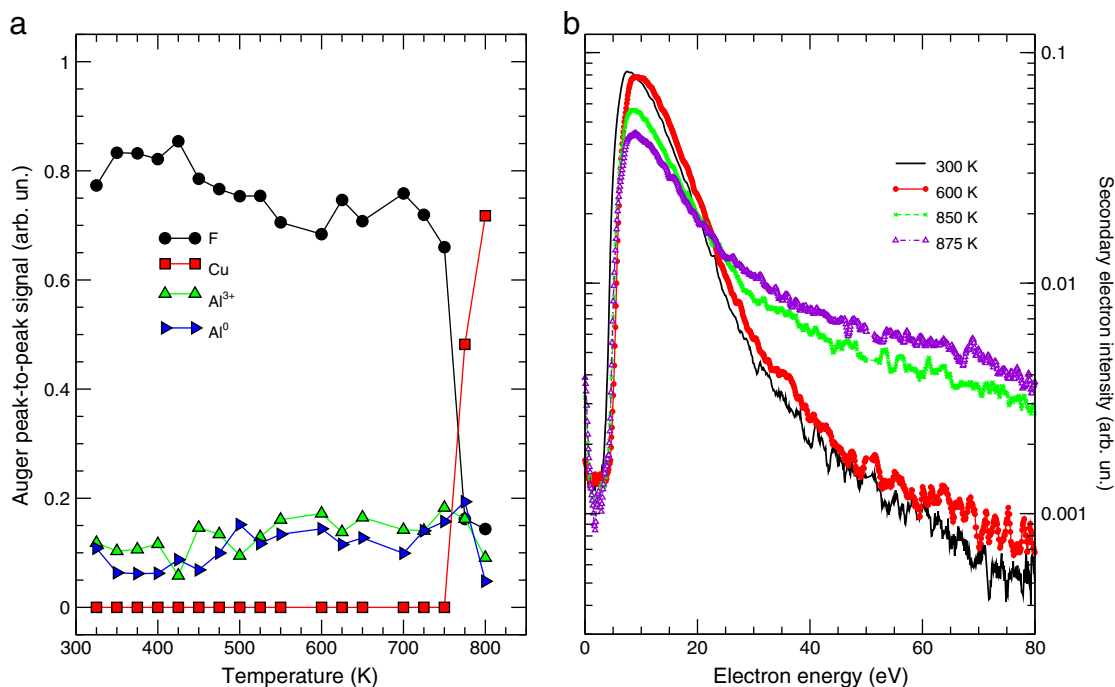 a
Auger peak-to-peak signal (arb. un.)
1
0.8
0.6
0.4
0.2
0
F
Cu
Al³⁺
Al⁰
300
400
500
600
700
800
Temperature (K)
b
300 K
600 K
850 K
875 K
0.1
0.01
0.001
Secondary electron intensity (arb. un.)
0
20
40
60
80
Electron energy (eV)